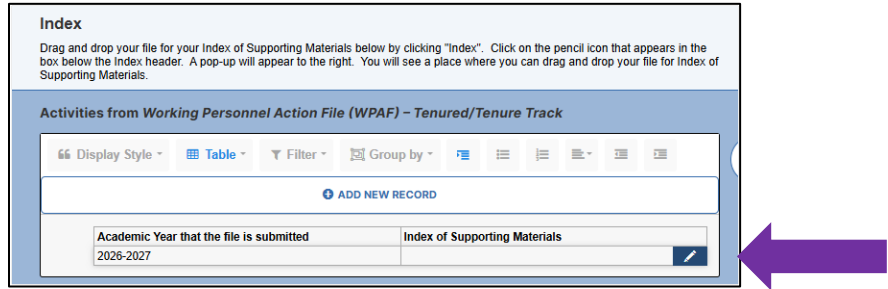 Index
Drag and drop your file for your Index of Supporting Materials below by clicking "Index".  Click on the pencil icon that appears in the
box below the Index header.  A pop-up will appear to the right.  You will see a place where you can drag and drop your file for Index of
Supporting Materials.
Activities from Working Personnel Action File (WPAF) – Tenured/Tenure Track
Display Style Table Filter Group by
ADD NEW RECORD
Academic Year that the file is submitted Index of Supporting Materials
2026-2027